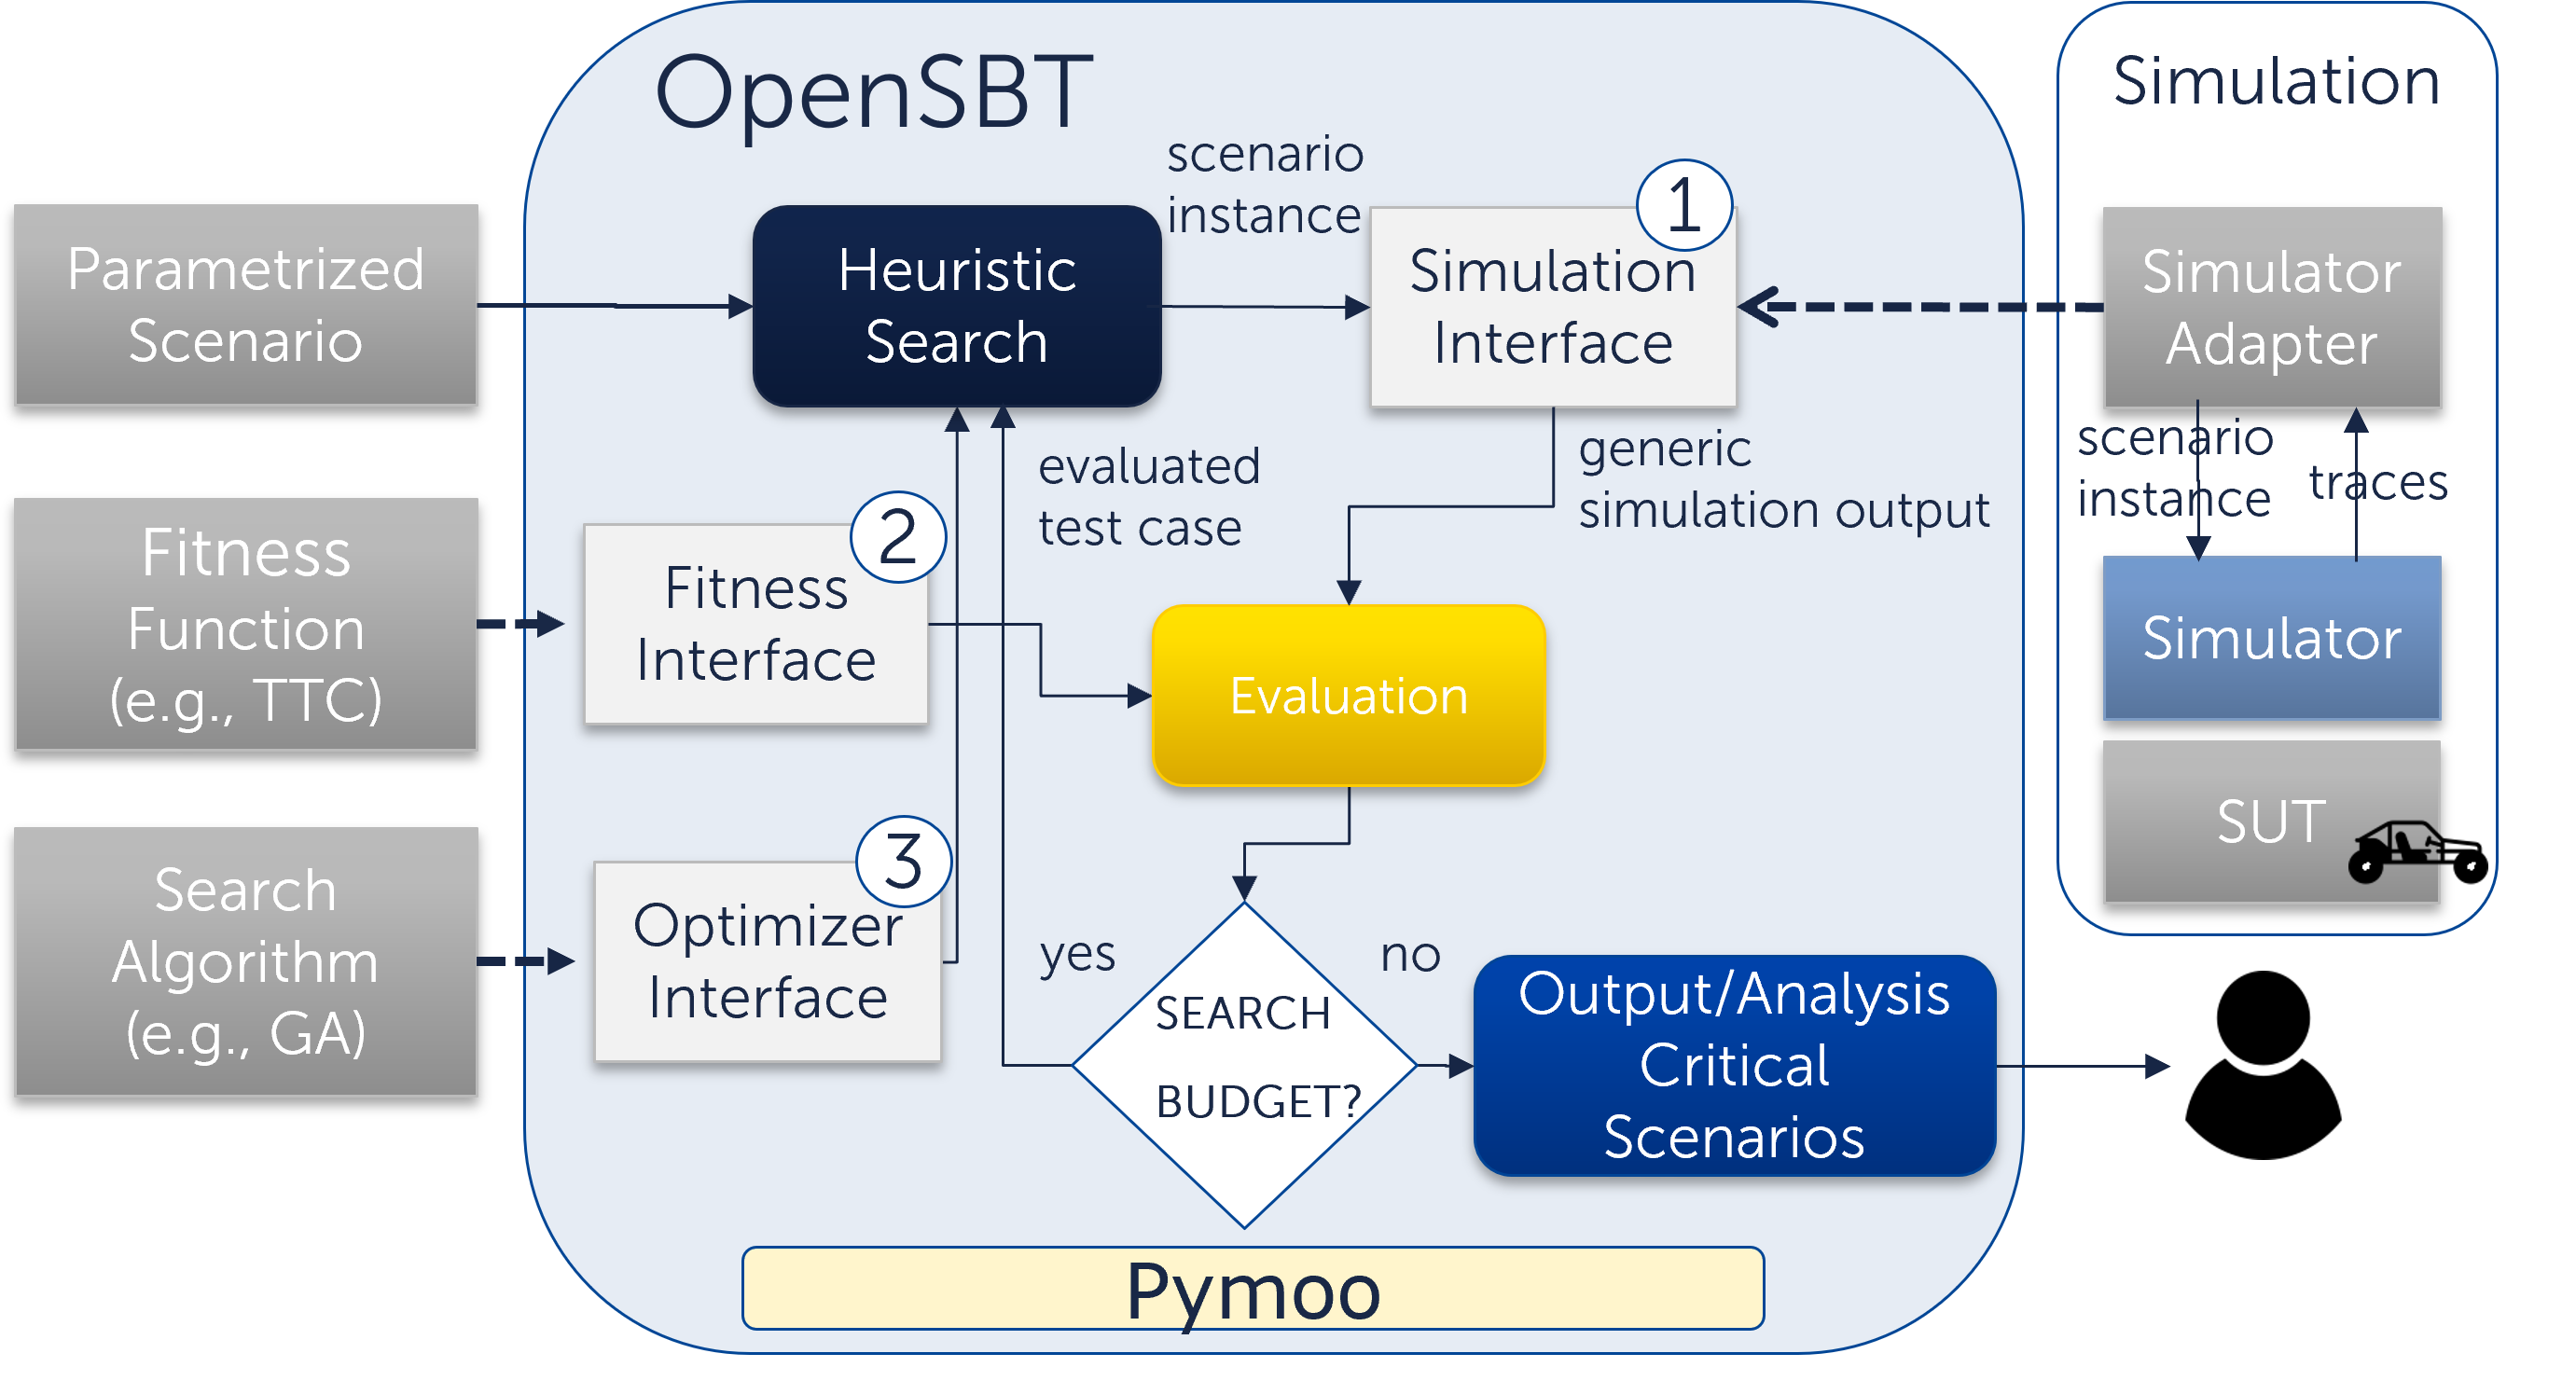 OpenSBT
Simulation
Parametrized
Scenario
Heuristic
Search
scenario
instance
1
Simulation
Interface
Simulator
Adapter
scenario
instance
traces
Fitness
Function
(e.g., TTC)
2
Fitness
Interface
evaluated
test case
generic
simulation output
Evaluation
Simulator
SUT
Search
Algorithm
(e.g., GA)
3
Optimizer
Interface
yes
no
SEARCH
BUDGET?
Output/Analysis
Critical
Scenarios
Pymoo